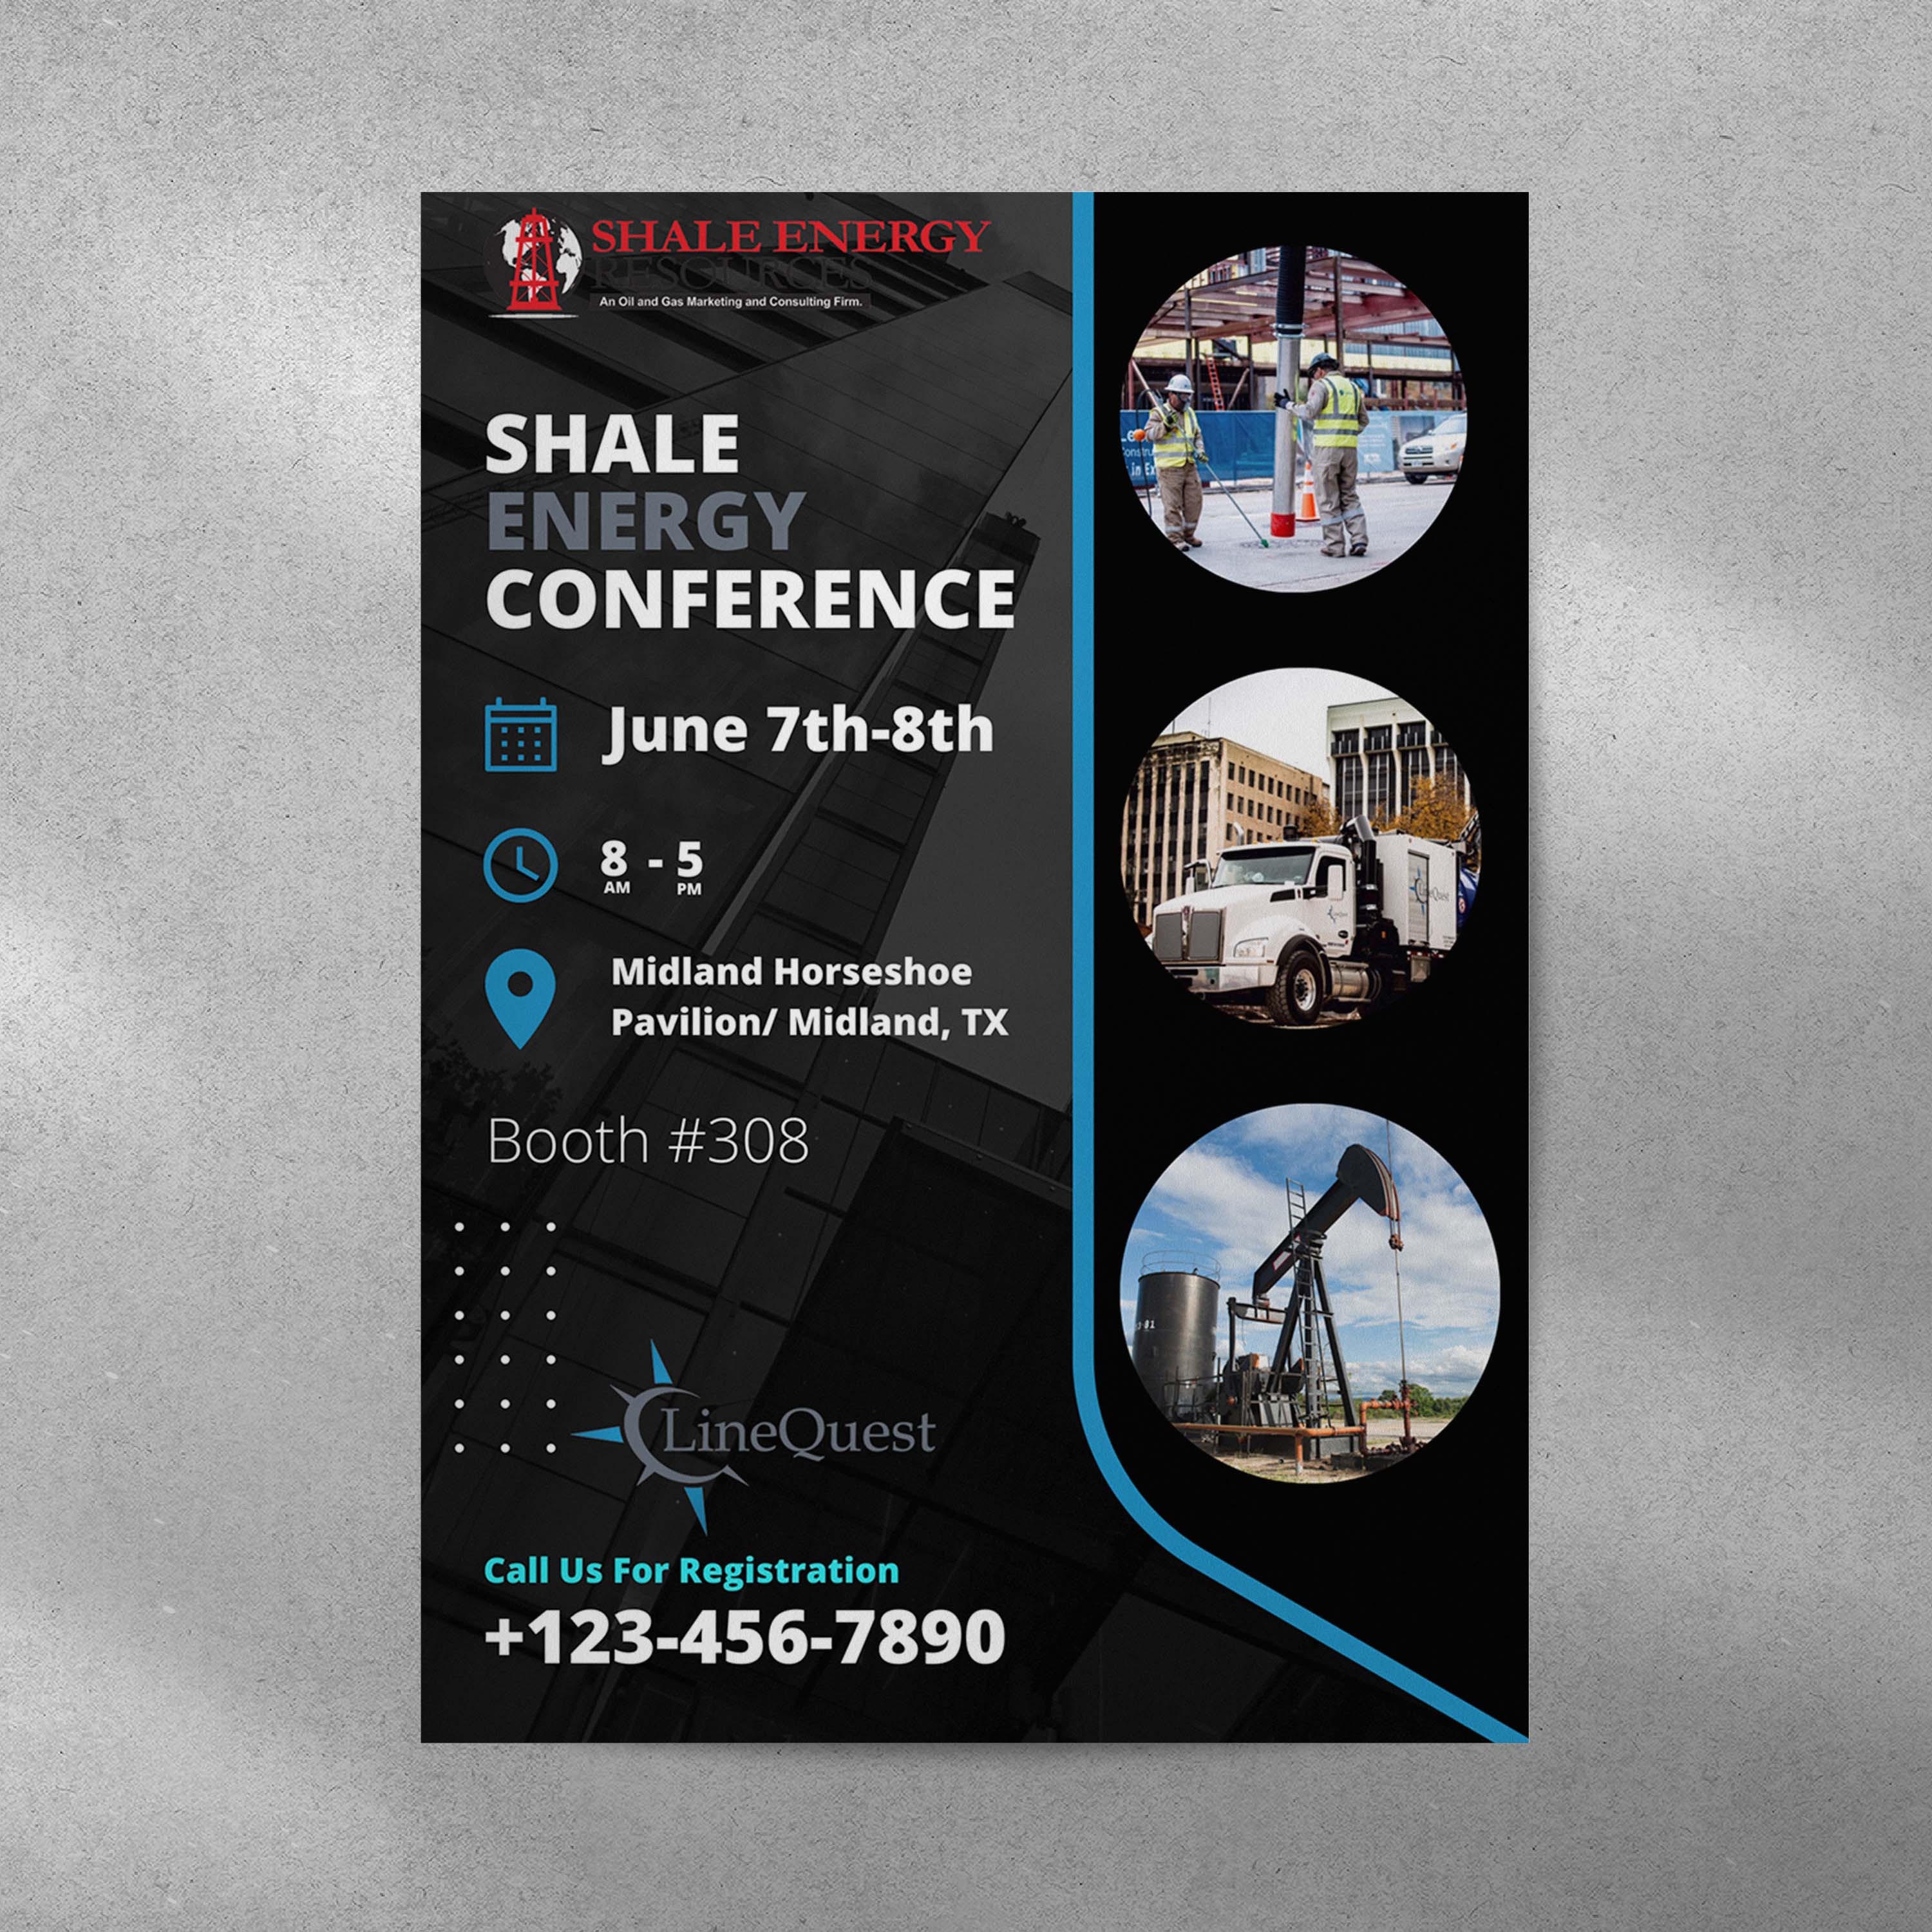 SHALE ENERGY
RESOURCES
An Oil and Gas Marketing and Consulting Firm.
SHALE
ENERGY
CONFERENCE
June 7th-8th
8 - 5
AM PM
Midland Horseshoe
Pavilion/ Midland, TX
Booth #308
LineQuest
LineQuest
Call Us For Registration
+123-456-7890